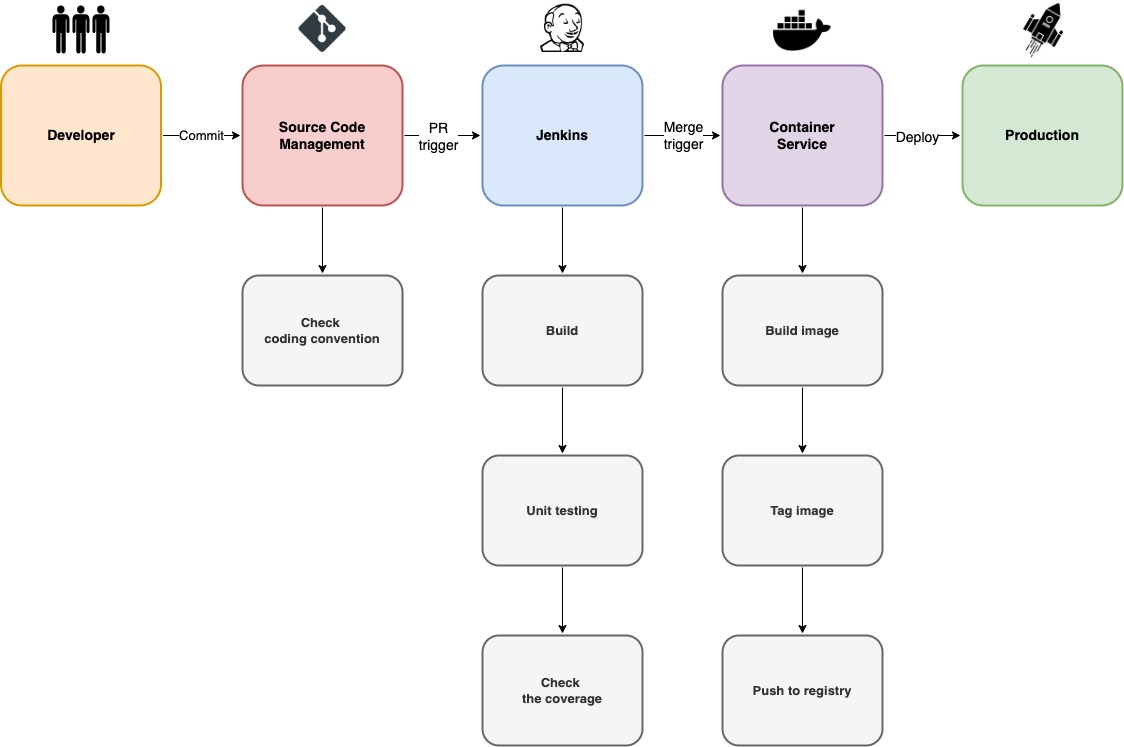 Developer
Commit
Source Code
Management
PR
trigger
Jenkins
Merge
trigger
Container
Service
Deploy
Production
Check
coding convention
Build
Build image
Unit testing
Tag image
Check
the coverage
Push to registry